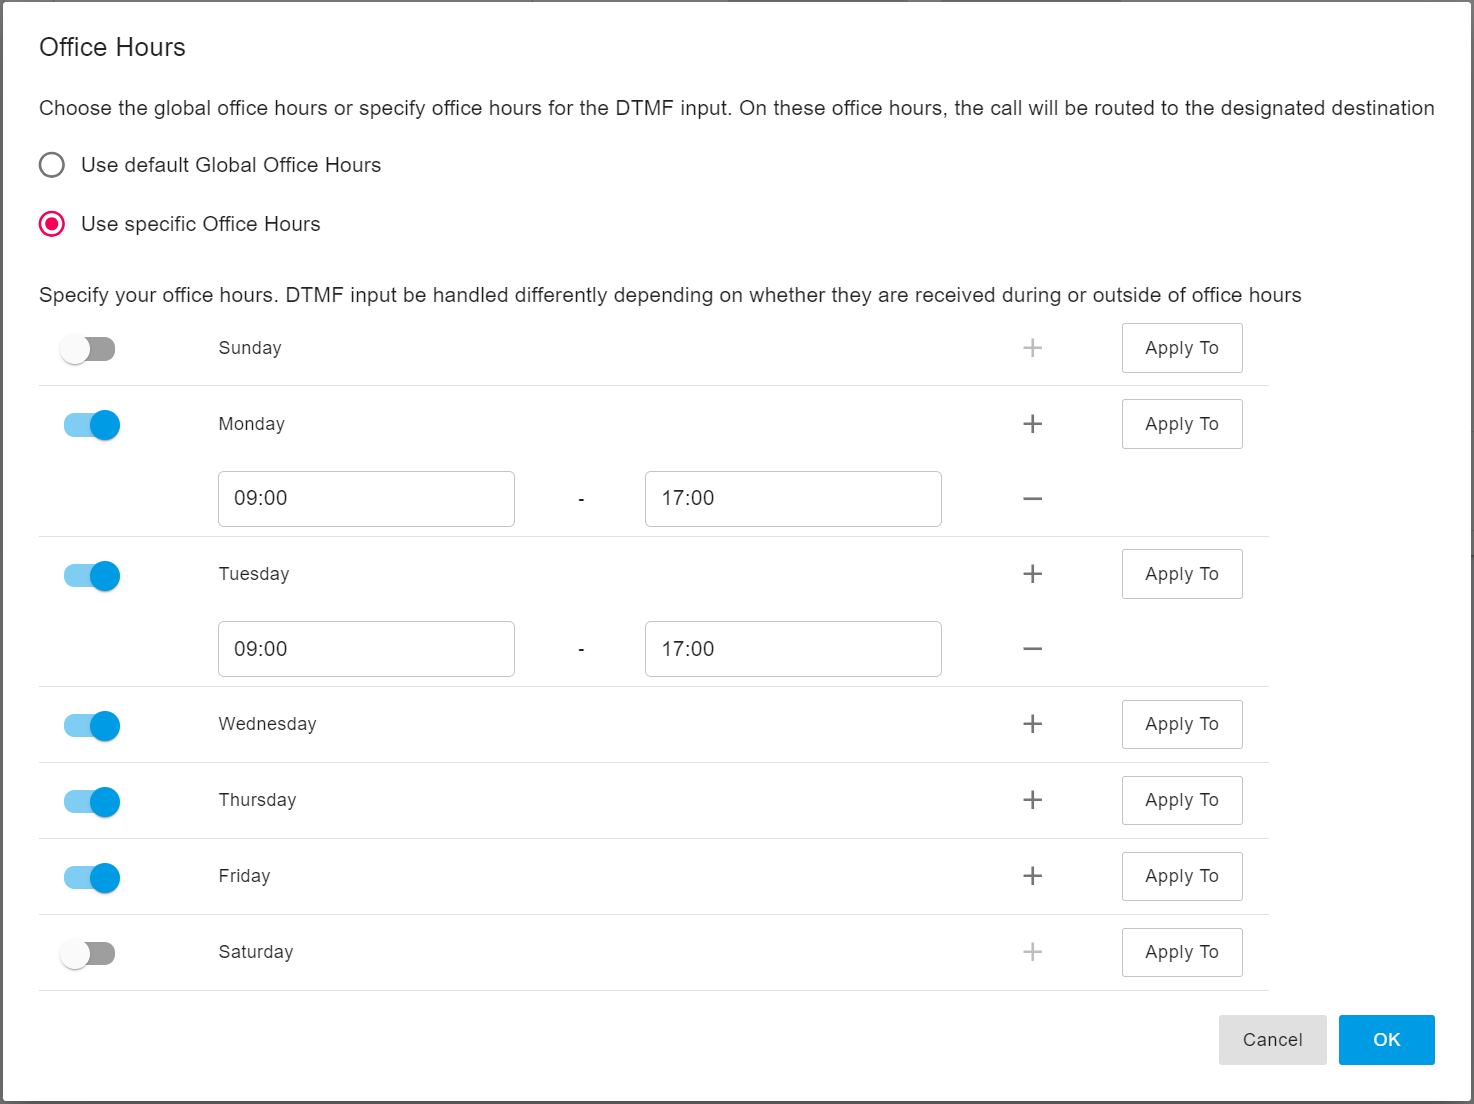 Office Hours
Choose the global office hours or specify office hours for the DTMF input. On these office hours, the call will be routed to the designated destination
Use default Global Office Hours
Use specific Office Hours
Specify your office hours. DTMF input be handled differently depending on whether they are received during or outside of office hours
Sunday + Apply To
Monday + Apply To
09:00 - 17:00 −
Tuesday + Apply To
09:00 - 17:00 −
Wednesday + Apply To
Thursday + Apply To
Friday + Apply To
Saturday + Apply To
Cancel OK